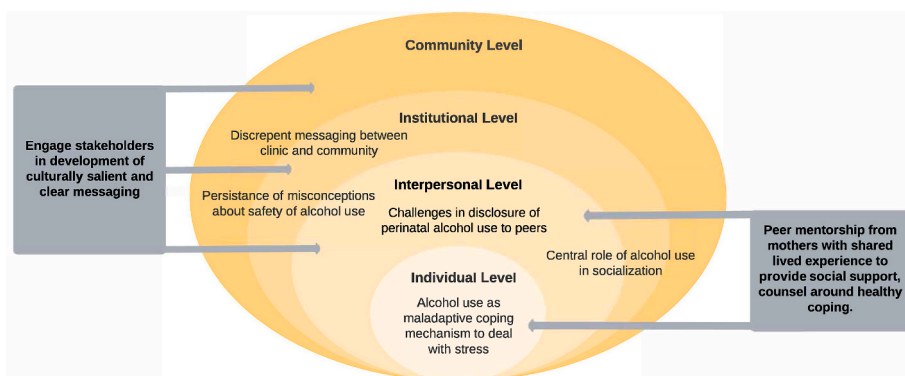 Community Level
Institutional Level
Discrepent messaging between
clinic and community
Engage stakeholders
in development of
culturally salient and
clear messaging
Interpersonal Level
Persistance of misconceptions
about safety of alcohol use
Challenges in disclosure of
perinatal alcohol use to peers
Central role of alcohol use
in socialization
Peer mentorship from
mothers with shared
lived experience to
provide social support,
counsel around healthy
coping.
Individual Level
Alcohol use as
maladaptive coping
mechanism to deal
with stress